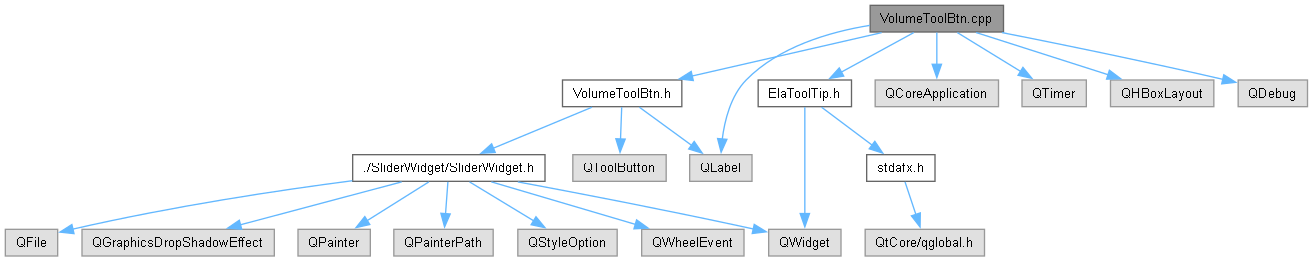 VolumeToolBtn.cpp
VolumeToolBtn.h
ElaToolTip.h
QCoreApplication
QTimer
QHBoxLayout
QDebug
./SliderWidget/SliderWidget.h
QToolButton
QLabel
stdafx.h
QFile
QGraphicsDropShadowEffect
QPainter
QPainterPath
QStyleOption
QWheelEvent
QWidget
QtCore/qglobal.h